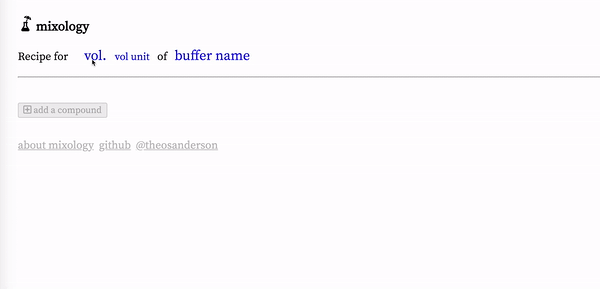 mixology
Recipe for vol. vol unit of buffer name
add a compound
about mixology github @theosanderson